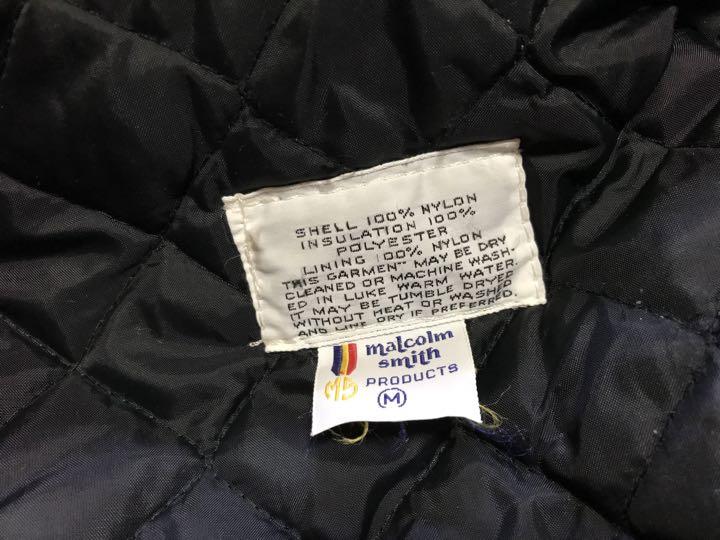 SHELL 100% NYLON
INSULATION 100%
POLYESTER
LINING 100% NYLON
THIS GARMENT MAY BE DRY
CLEANED OR MACHINE WASH-
ED IN LUKE WARM WATER.
IT MAY BE TUMBLE DRYED
WITHOUT HEAT OR WASHED
AND LINE DRY IF PREFERRED.
malcolm
smith
PRODUCTS
MS
M